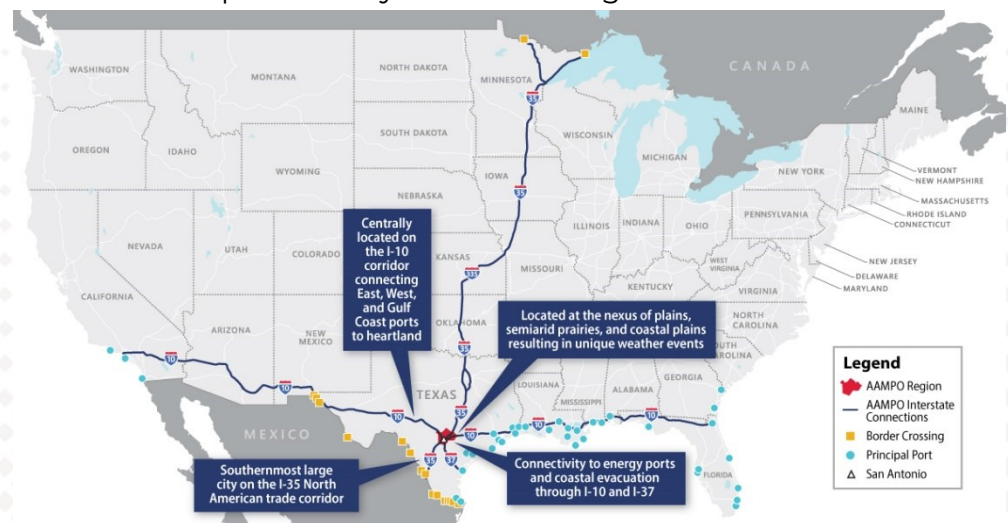 WASHINGTON
MONTANA
NORTH DAKOTA
MINNESOTA
CANADA
MAINE
OREGON
IDAHO
SOUTH DAKOTA
WISCONSIN
MICHIGAN
NEW YORK
VERMONT
NEW HAMPSHIRE
MASSACHUSETTS
RHODE ISLAND
CONNECTICUT
WYOMING
IOWA
NEBRASKA
NEVADA
UTAH
COLORADO
KANSAS
MISSOURI
ILLINOIS
INDIANA
OHIO
PENNSYLVANIA
NEW JERSEY
DELAWARE
MARYLAND
WEST
VIRGINIA
VIRGINIA
KENTUCKY
CALIFORNIA
ARIZONA
NEW
MEXICO
OKLAHOMA
NORTH
CAROLINA
SOUTH
CAROLINA
TEXAS
LOUISIANA
MISSISSIPPI
ALABAMA
GEORGIA
FLORIDA
MEXICO
35
35
335
35
35
10
10
10
10
10
10
35
37
Centrally
located on
the I-10
corridor
connecting
East, West,
and Gulf
Coast ports
to heartland
Located at the nexus of plains,
semiarid prairies, and coastal plains
resulting in unique weather events
Southernmost large
city on the I-35 North
American trade corridor
Connectivity to energy ports
and coastal evacuation
through I-10 and I-37
Legend
AAMPO Region
AAMPO Interstate
Connections
Border Crossing
Principal Port
San Antonio